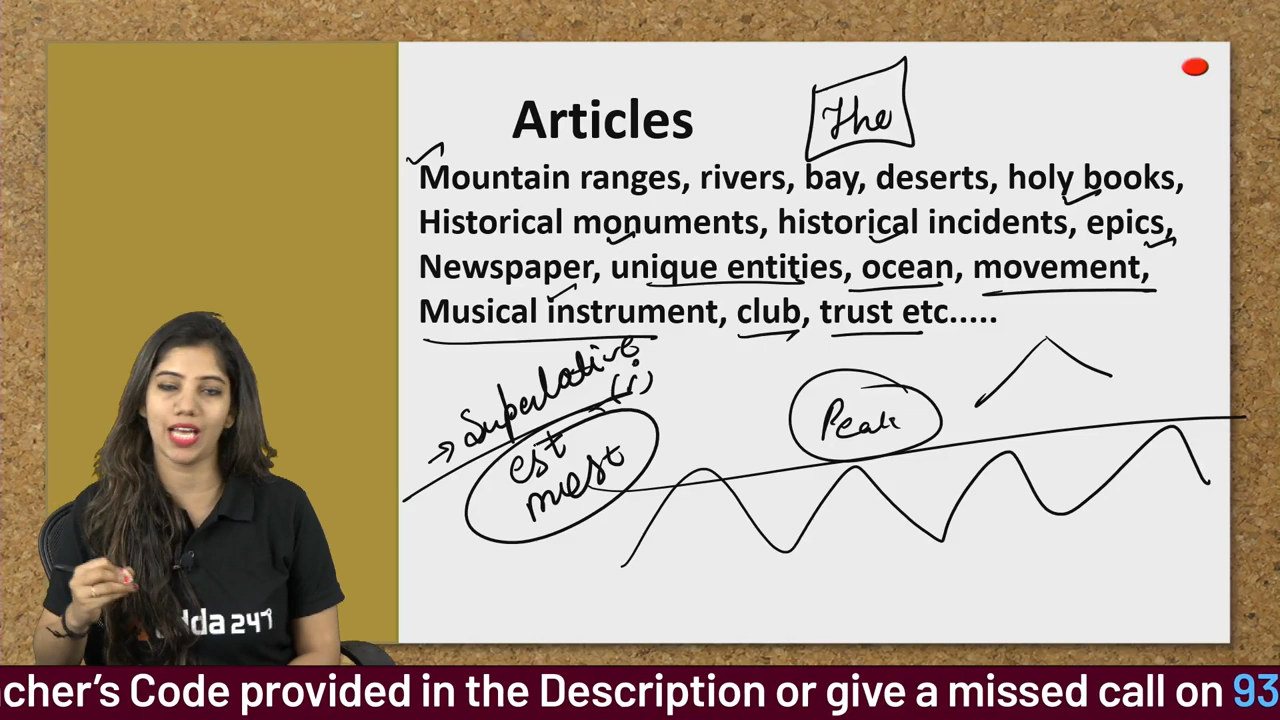 Articles The
Mountain ranges, rivers, bay, deserts, holy books,
Historical monuments, historical incidents, epics,
Newspaper, unique entities, ocean, movement,
Musical instrument, club, trust etc.....
Superlative
est
most
Peak
adda 247
acher's Code provided in the Description or give a missed call on 93